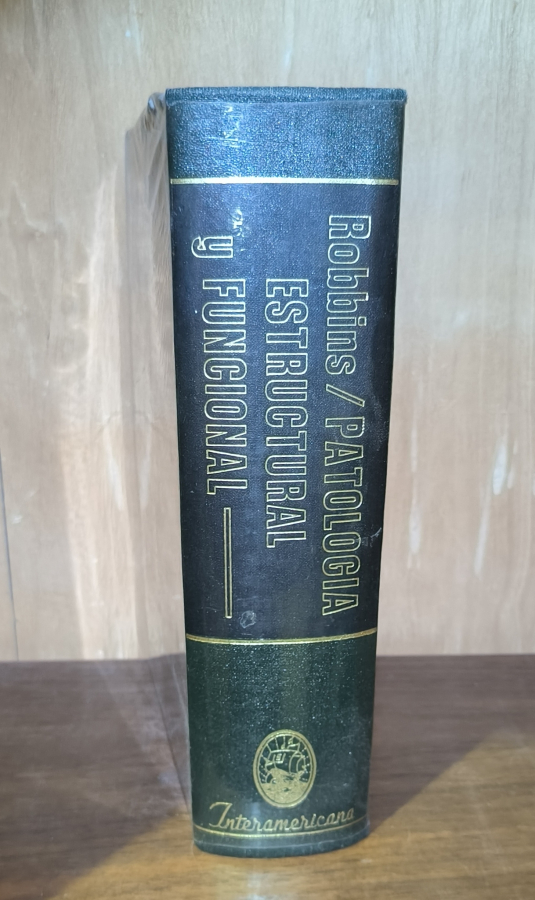 Robbins / PATOLOGIA
ESTRUCTURAL
y FUNCIONAL
Interamericana